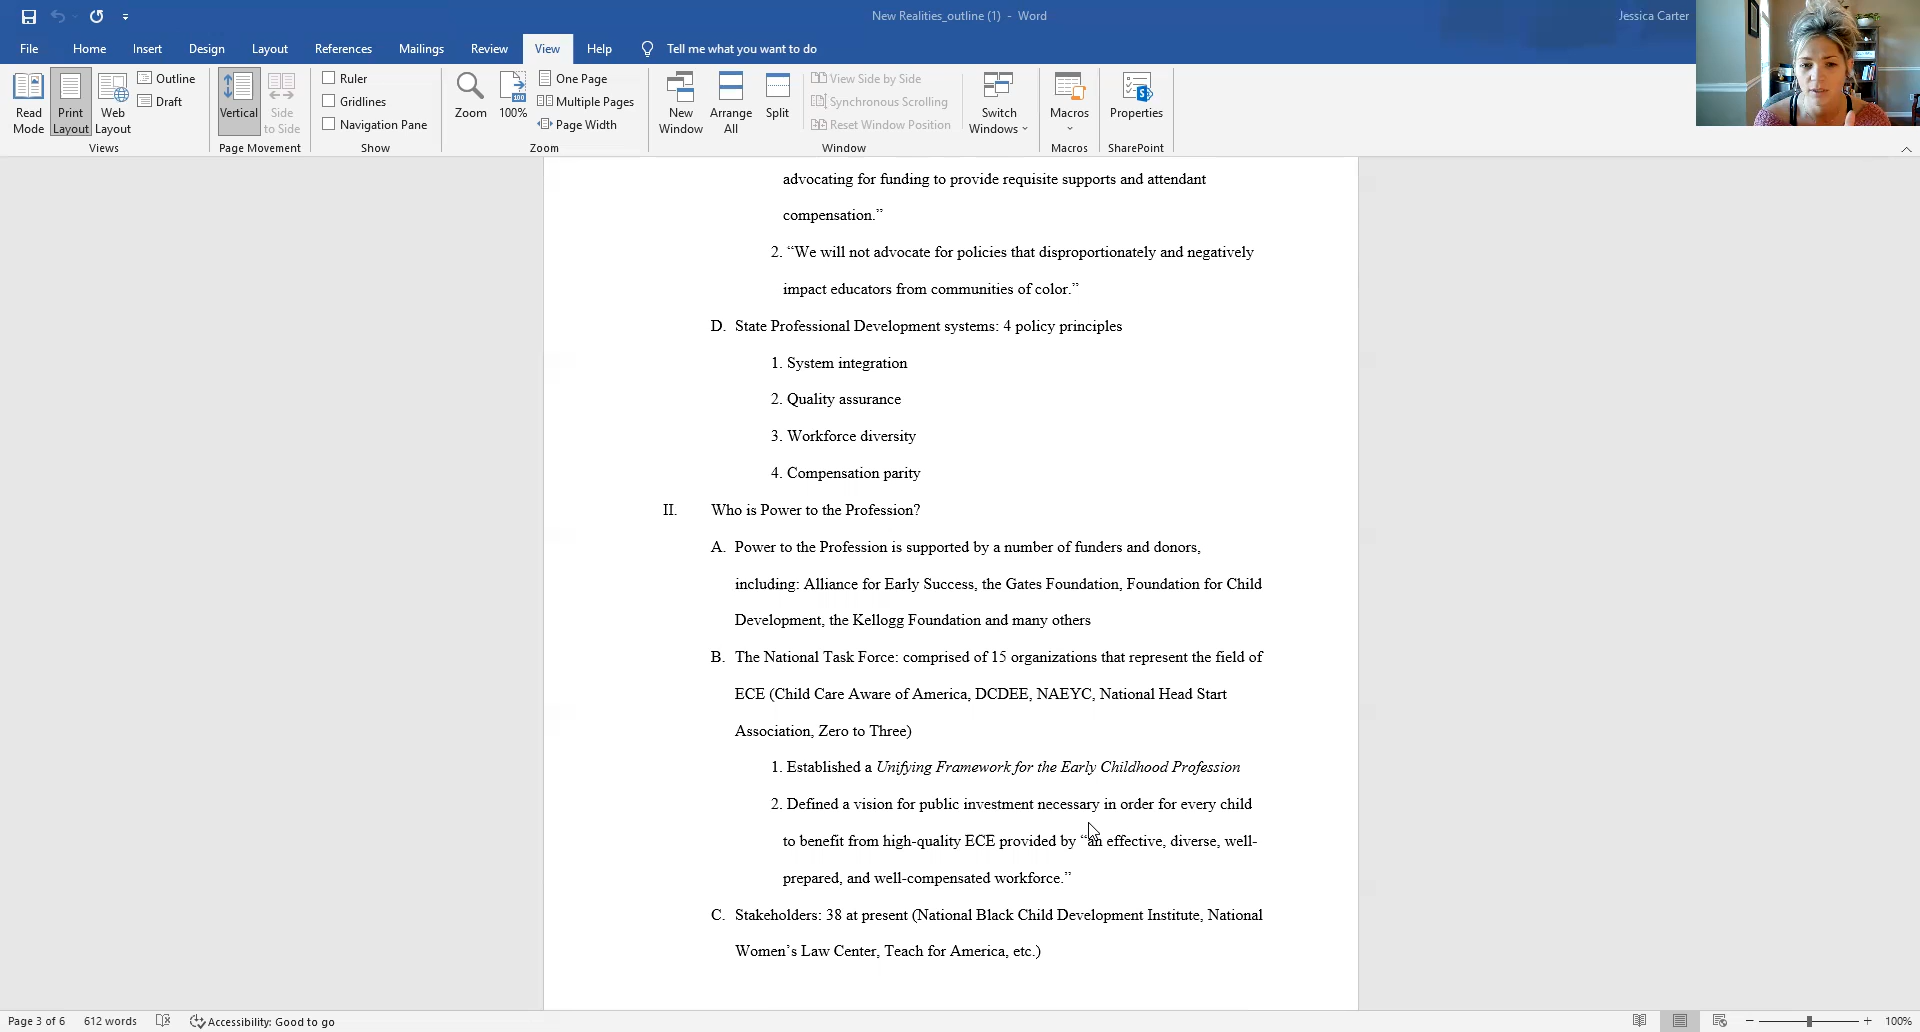 New Realities_outline (1) - Word
Jessica Carter
File Home Insert Design Layout References Mailings Review View Help Tell me what you want to do
Read Mode
Print Layout
Web Layout
Outline
Draft
Views
Vertical
Side to Side
Page Movement
Ruler
Gridlines
Navigation Pane
Show
Zoom
100
100%
One Page
Multiple Pages
Page Width
Zoom
New Window
Arrange All
Split
View Side by Side
Synchronous Scrolling
Reset Window Position
Window
Switch Windows
Macros
Macros
Properties
SharePoint
advocating for funding to provide requisite supports and attendant
compensation.”
2. “We will not advocate for policies that disproportionately and negatively
impact educators from communities of color.”
D. State Professional Development systems: 4 policy principles
1. System integration
2. Quality assurance
3. Workforce diversity
4. Compensation parity
II. Who is Power to the Profession?
A. Power to the Profession is supported by a number of funders and donors,
including: Alliance for Early Success, the Gates Foundation, Foundation for Child
Development, the Kellogg Foundation and many others
B. The National Task Force: comprised of 15 organizations that represent the field of
ECE (Child Care Aware of America, DCDEE, NAEYC, National Head Start
Association, Zero to Three)
1. Established a Unifying Framework for the Early Childhood Profession
2. Defined a vision for public investment necessary in order for every child
to benefit from high-quality ECE provided by “an effective, diverse, well-
prepared, and well-compensated workforce.”
C. Stakeholders: 38 at present (National Black Child Development Institute, National
Women’s Law Center, Teach for America, etc.)
Page 3 of 6 612 words Accessibility: Good to go 100%